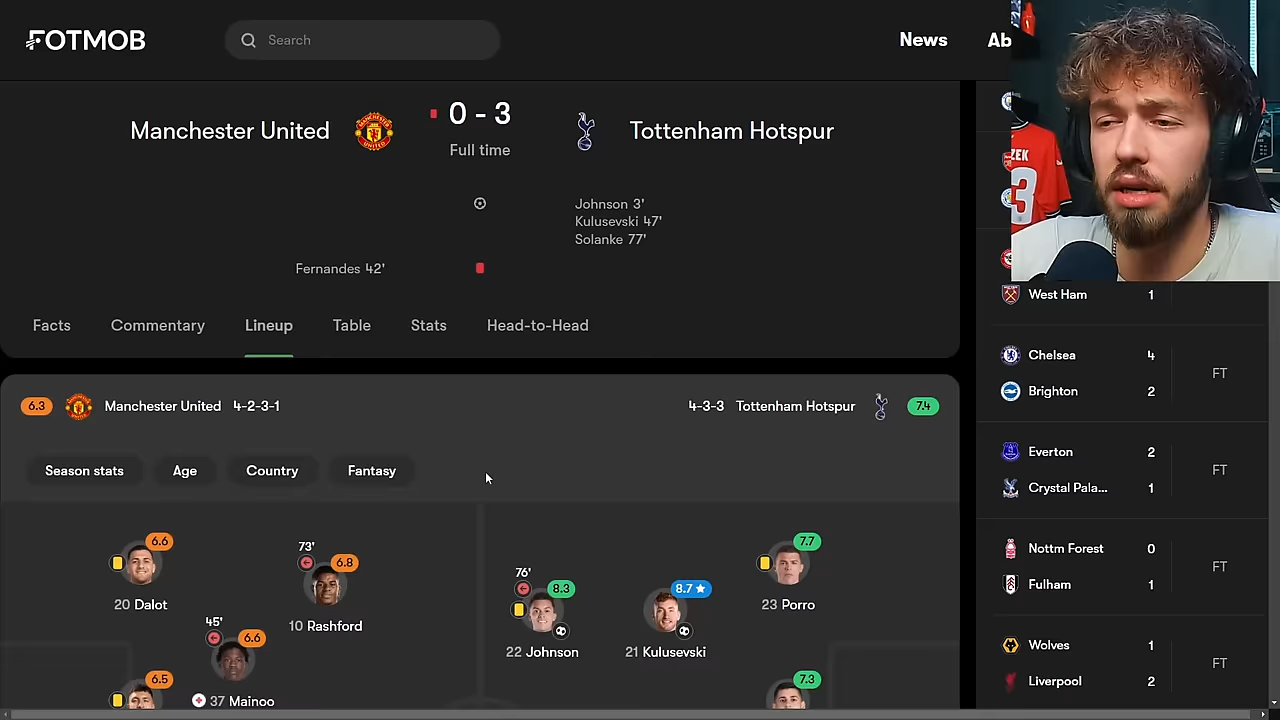 FOTMOB
Search
News
Ab
Manchester United
0 - 3
Tottenham Hotspur
Full time
Johnson 3'
Kulusevski 47'
Solanke 77'
Fernandes 42'
Facts
Commentary
Lineup
Table
Stats
Head-to-Head
6.3
Manchester United
4-2-3-1
4-3-3
Tottenham Hotspur
7.4
Season stats
Age
Country
Fantasy
6.6
20 Dalot
73'
6.8
10 Rashford
45'
6.6
37 Mainoo
6.5
76'
8.3
22 Johnson
8.7
21 Kulusevski
7.7
23 Porro
7.3
ZEK
3
West Ham 1
Chelsea 4
FT
Brighton 2
Everton 2
FT
Crystal Pala... 1
Nottm Forest 0
FT
Fulham 1
Wolves 1
FT
Liverpool 2